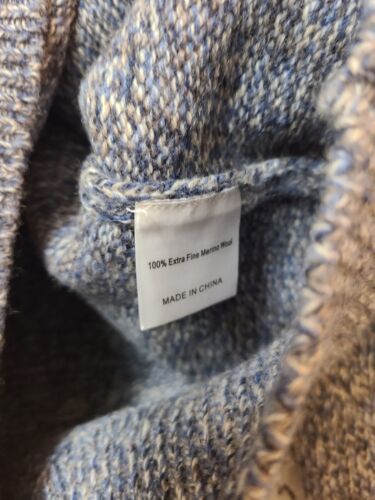 100% Extra Fine Merino Wool
MADE IN CHINA